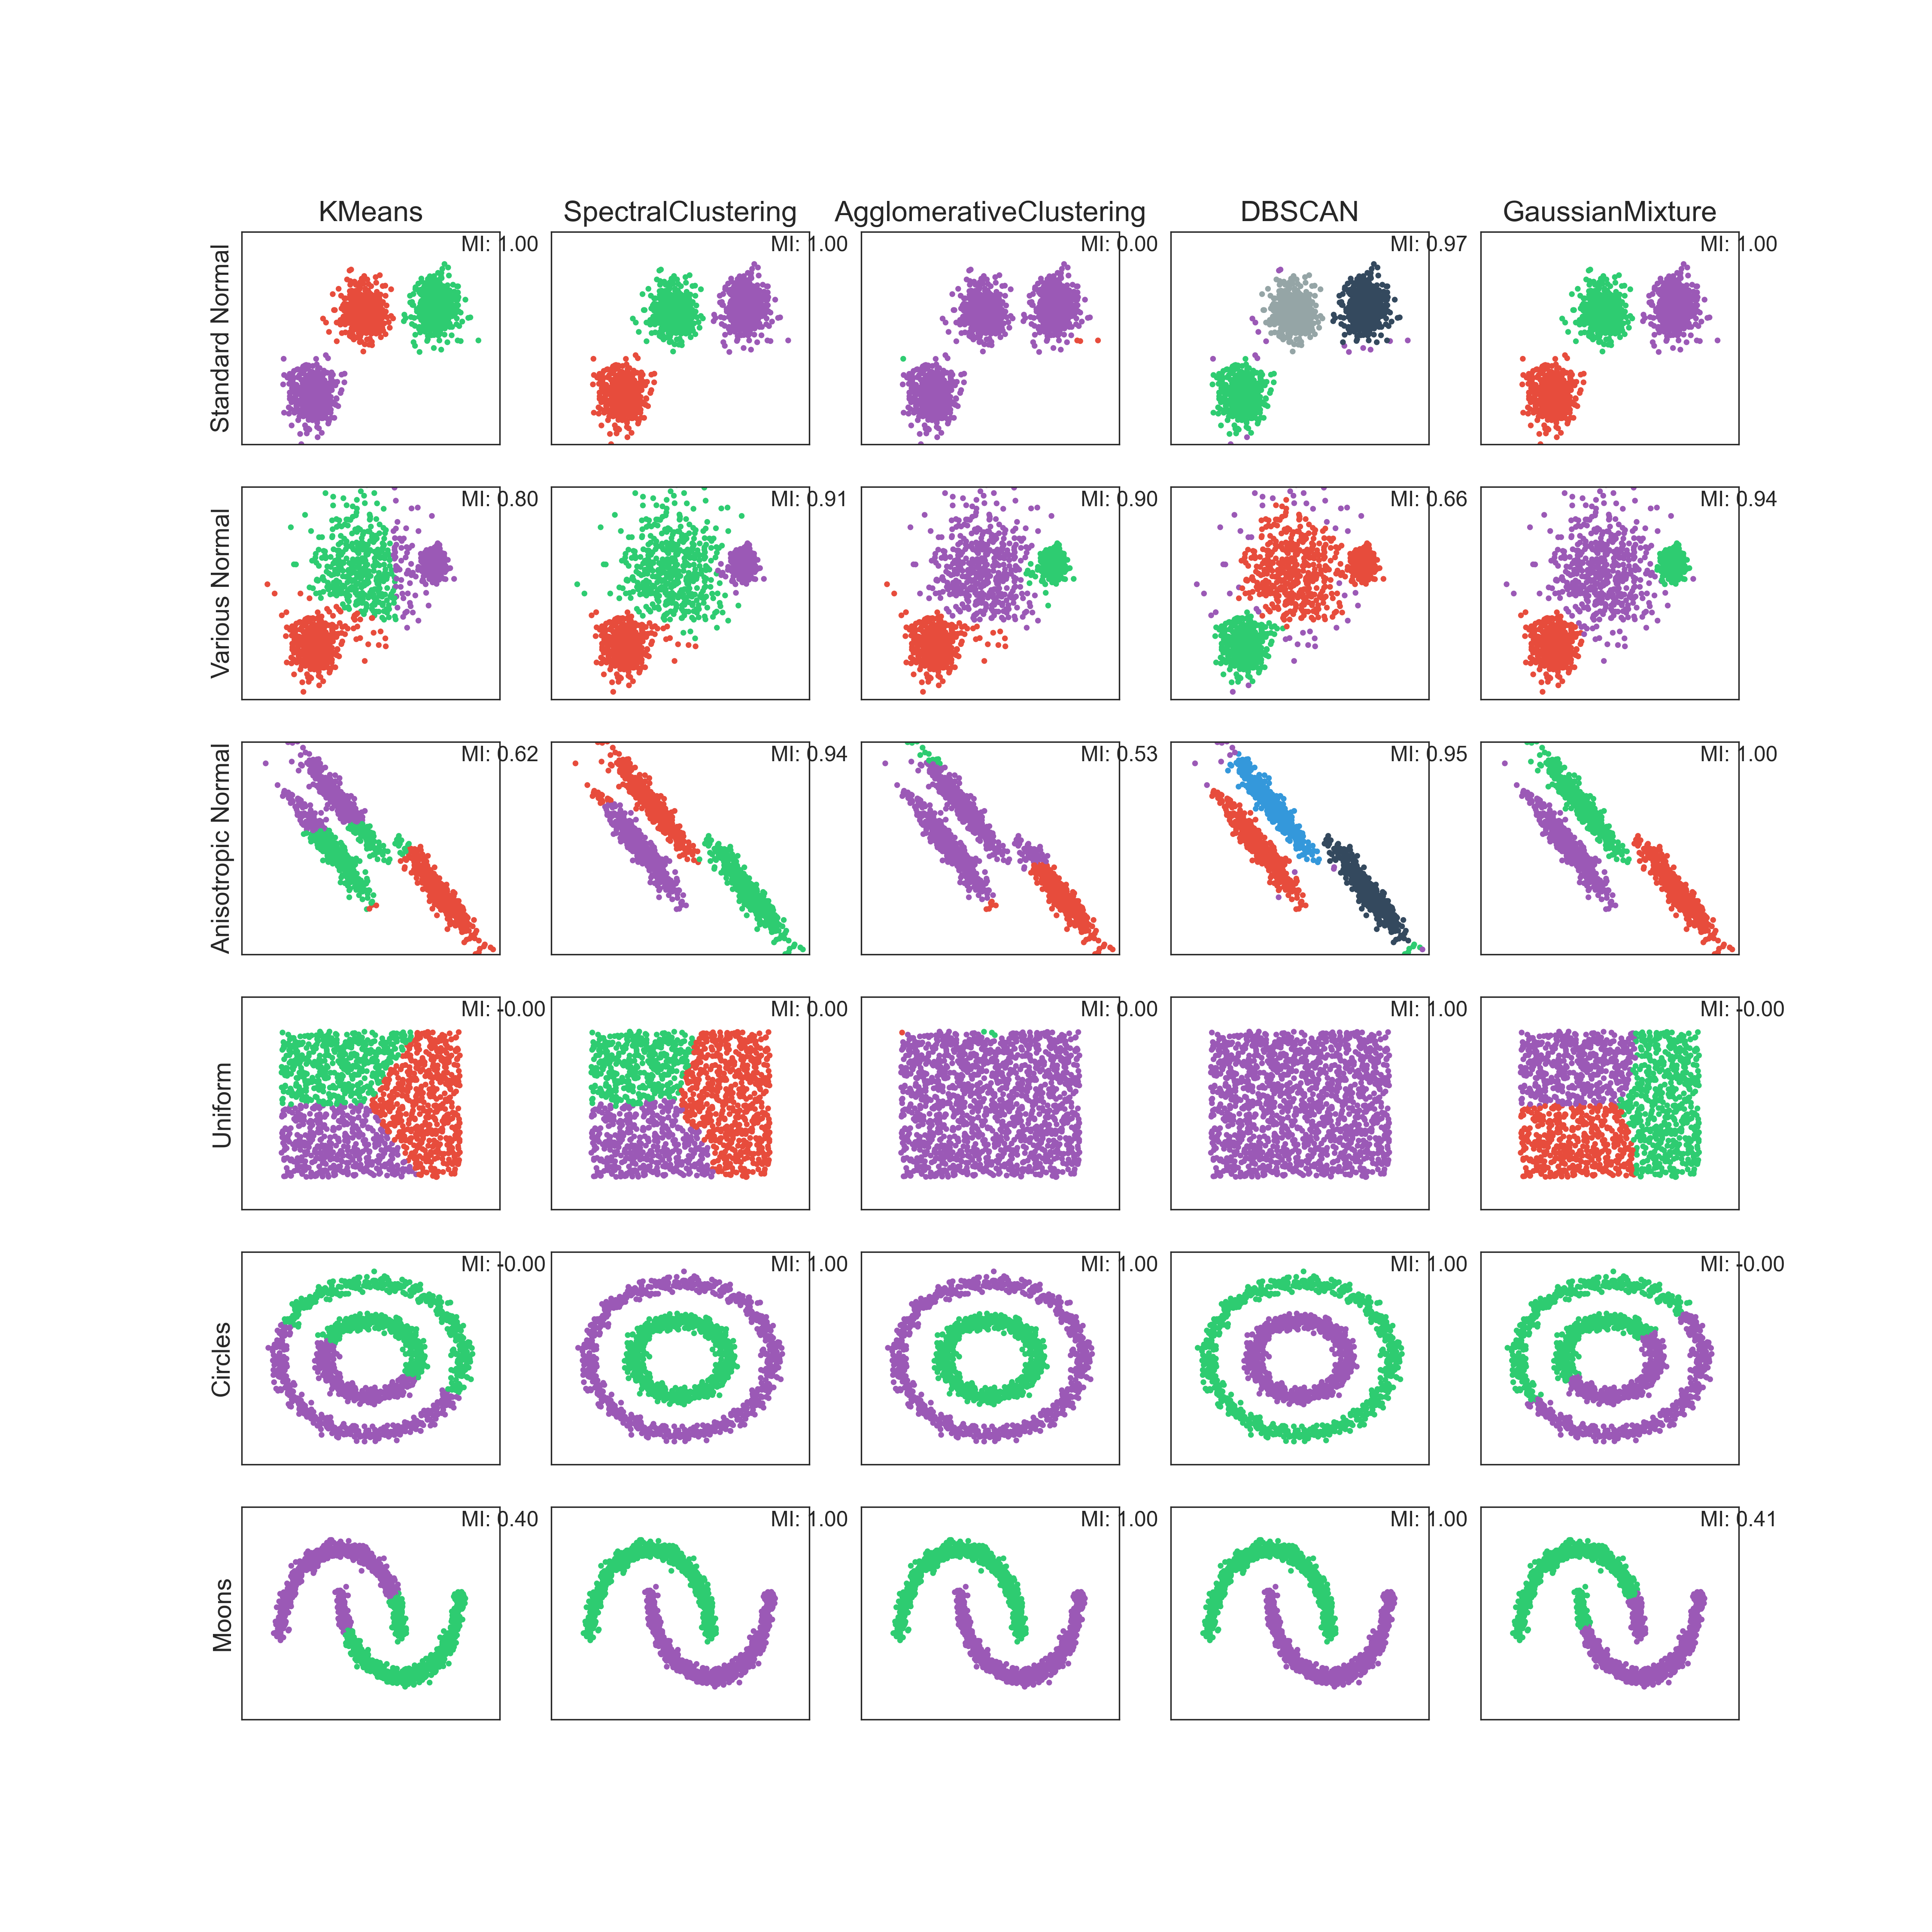 KMeans SpectralClustering AgglomerativeClustering DBSCAN GaussianMixture
Standard Normal MI: 1.00 MI: 1.00 MI: 0.00 MI: 0.97 MI: 1.00
Various Normal MI: 0.80 MI: 0.91 MI: 0.90 MI: 0.66 MI: 0.94
Anisotropic Normal MI: 0.62 MI: 0.94 MI: 0.53 MI: 0.95 MI: 1.00
Uniform MI: -0.00 MI: 0.00 MI: 0.00 MI: 1.00 MI: -0.00
Circles MI: -0.00 MI: 1.00 MI: 1.00 MI: 1.00 MI: -0.00
Moons MI: 0.40 MI: 1.00 MI: 1.00 MI: 1.00 MI: 0.41